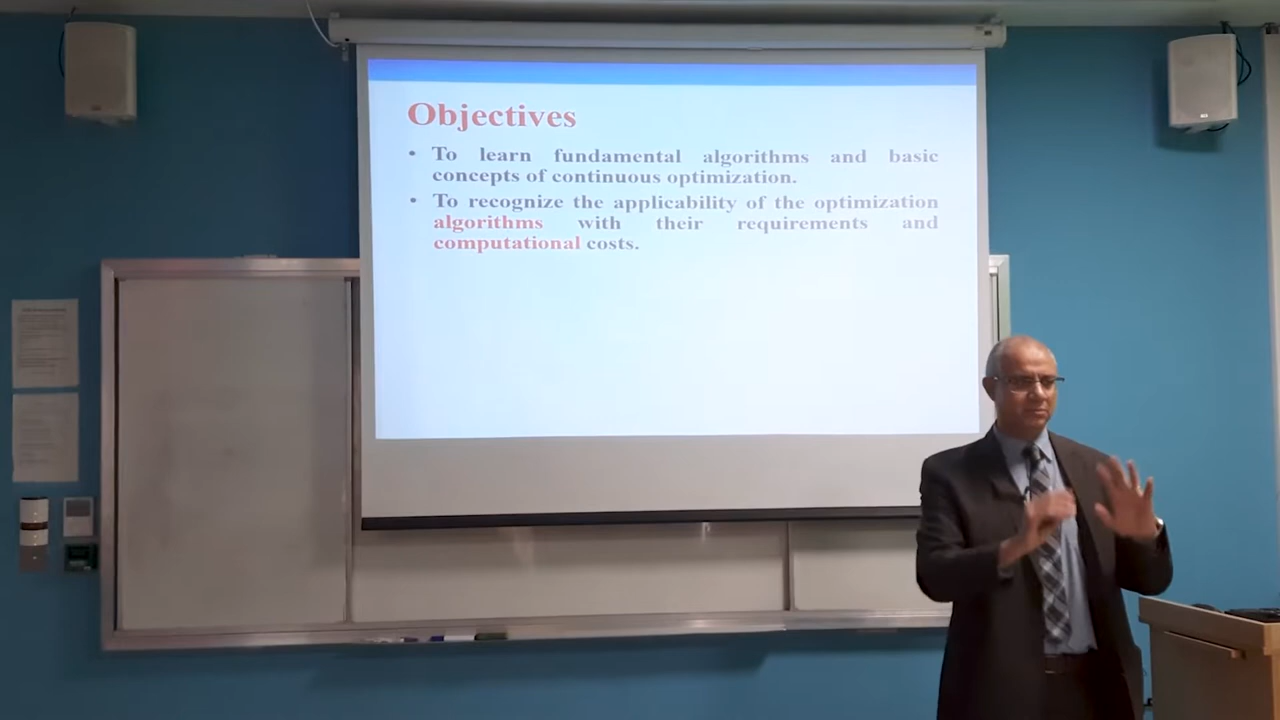 Objectives
• To learn fundamental algorithms and basic
concepts of continuous optimization.
• To recognize the applicability of the optimization
algorithms with their requirements and
computational costs.